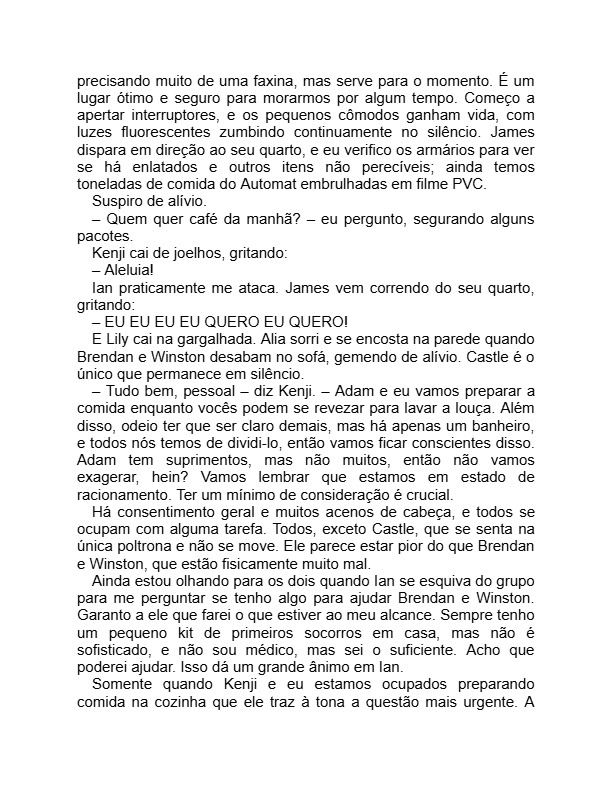 precisando muito de uma faxina, mas serve para o momento. É um
lugar ótimo e seguro para morarmos por algum tempo. Começo a
apertar interruptores, e os pequenos cômodos ganham vida, com
luzes fluorescentes zumbindo continuamente no silêncio. James
dispara em direção ao seu quarto, e eu verifico os armários para ver
se há enlatados e outros itens não perecíveis; ainda temos
toneladas de comida do Automat embrulhadas em filme PVC.
Suspiro de alívio.
– Quem quer café da manhã? – eu pergunto, segurando alguns
pacotes.
Kenji cai de joelhos, gritando:
– Aleluia!
Ian praticamente me ataca. James vem correndo do seu quarto,
gritando:
– EU EU EU EU QUERO EU QUERO!
E Lily cai na gargalhada. Alia sorri e se encosta na parede quando
Brendan e Winston desabam no sofá, gemendo de alívio. Castle é o
único que permanece em silêncio.
– Tudo bem, pessoal – diz Kenji. – Adam e eu vamos preparar a
comida enquanto vocês podem se revezar para lavar a louça. Além
disso, odeio ter que ser claro demais, mas há apenas um banheiro,
e todos nós temos de dividi-lo, então vamos ficar conscientes disso.
Adam tem suprimentos, mas não muitos, então não vamos
exagerar, hein? Vamos lembrar que estamos em estado de
racionamento. Ter um mínimo de consideração é crucial.
Há consentimento geral e muitos acenos de cabeça, e todos se
ocupam com alguma tarefa. Todos, exceto Castle, que se senta na
única poltrona e não se move. Ele parece estar pior do que Brendan
e Winston, que estão fisicamente muito mal.
Ainda estou olhando para os dois quando Ian se esquiva do grupo
para me perguntar se tenho algo para ajudar Brendan e Winston.
Garanto a ele que farei o que estiver ao meu alcance. Sempre tenho
um pequeno kit de primeiros socorros em casa, mas não é
sofisticado, e não sou médico, mas sei o suficiente. Acho que
poderei ajudar. Isso dá um grande ânimo em Ian.
Somente quando Kenji e eu estamos ocupados preparando
comida na cozinha que ele traz à tona a questão mais urgente. A